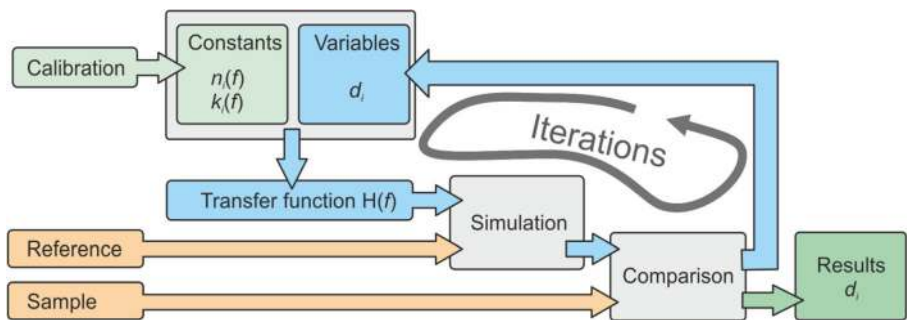 Constants
Variables
Calibration
nᵢ(f)
kᵢ(f)
dᵢ
Iterations
Transfer function H(f)
Simulation
Reference
Comparison
Results
dᵢ
Sample